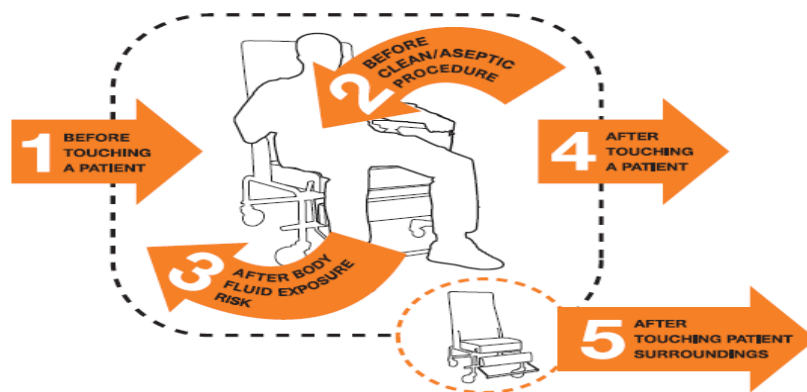 1 BEFORE
TOUCHING
A PATIENT
2 BEFORE
CLEAN/ASEPTIC
PROCEDURE
3 AFTER BODY
FLUID EXPOSURE
RISK
4 AFTER
TOUCHING
A PATIENT
5 AFTER
TOUCHING PATIENT
SURROUNDINGS